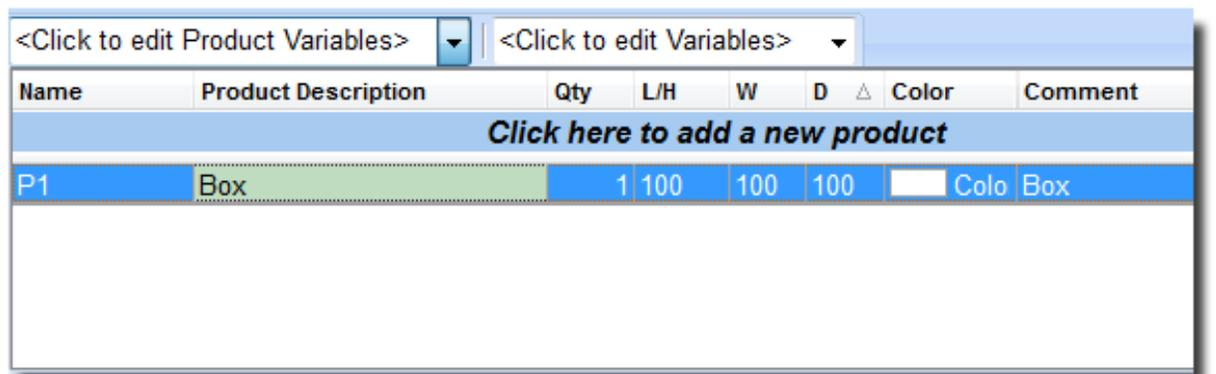 <Click to edit Product Variables> <Click to edit Variables>
Name Product Description Qty L/H W D Color Comment
Click here to add a new product
P1 Box 1 100 100 100 Colo Box